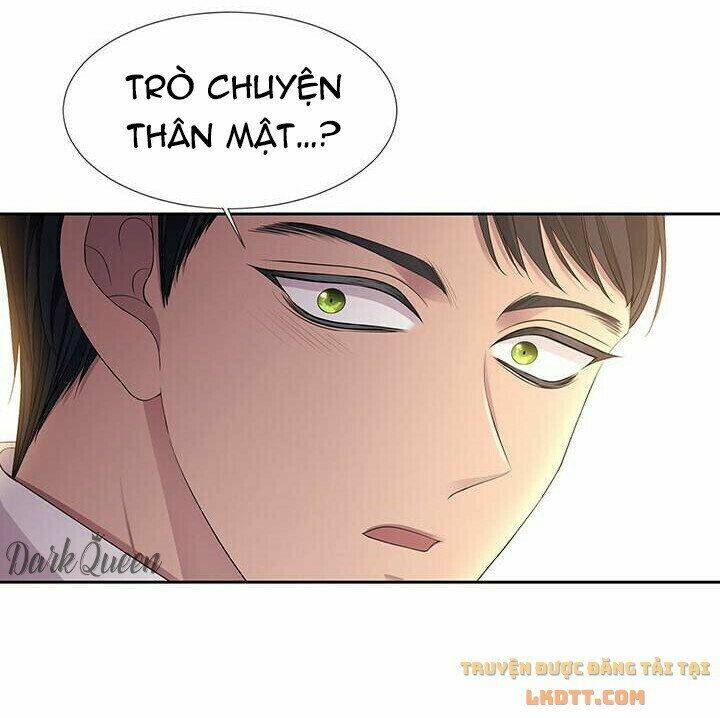 TRÒ CHUYỆN
THÂN MẬT...?
DarkQueen
TRUYỆN ĐƯỢC ĐĂNG TẢI TẠI
LKDTT.COM...